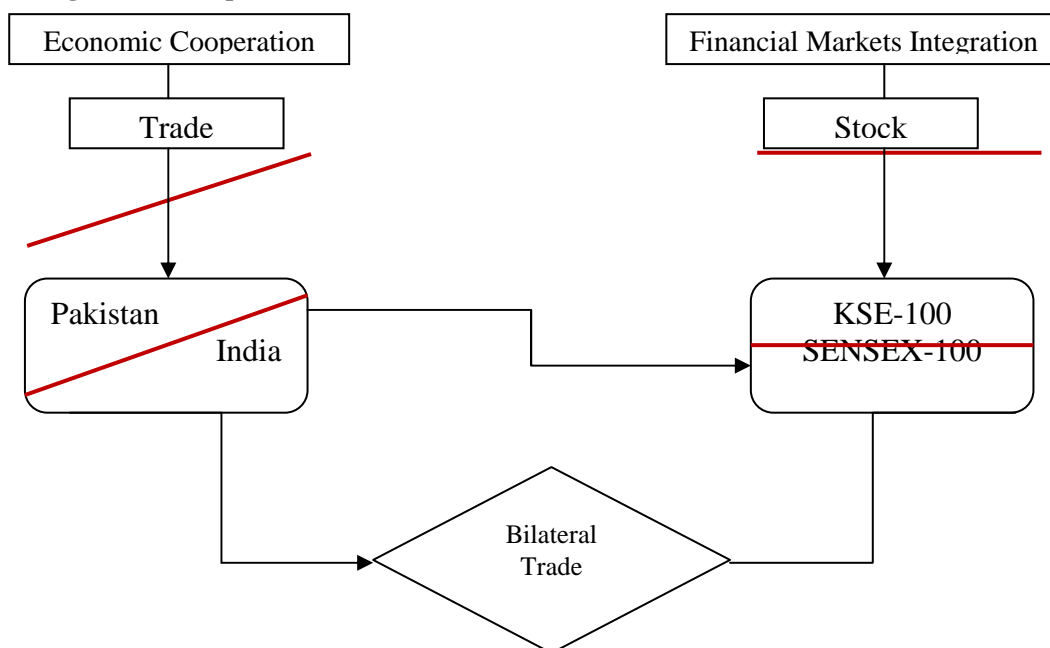 Economic Cooperation
Financial Markets Integration
Trade
Stock
Pakistan
India
KSE-100
SENSEX-100
Bilateral
Trade